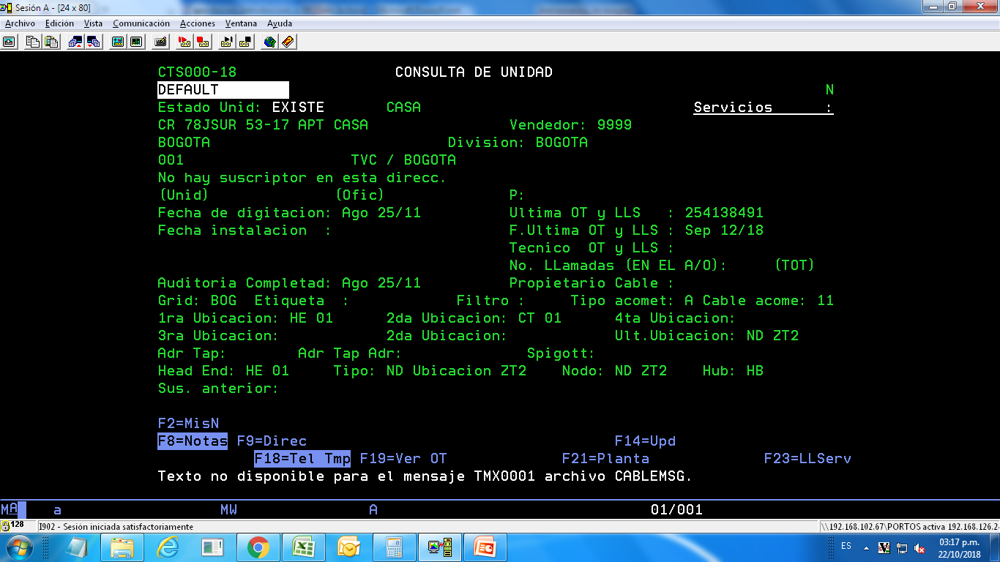 Sesión A - [24 x 80]
Archivo Edición Vista Comunicación Acciones Ventana Ayuda
CTS000-18 CONSULTA DE UNIDAD
DEFAULT N
Estado Unid: EXISTE CASA Servicios :
CR 78JSUR 53-17 APT CASA Vendedor: 9999
BOGOTA Division: BOGOTA
001 TVC / BOGOTA
No hay suscriptor en esta direcc.
(Unid) (Ofic) P:
Fecha de digitacion: Ago 25/11 Ultima OT y LLS : 254138491
Fecha instalacion : F.Ultima OT y LLS : Sep 12/18
Tecnico OT y LLS :
No. LLamadas (EN EL A/O): (TOT)
Auditoria Completad: Ago 25/11 Propietario Cable :
Grid: BOG Etiqueta : Filtro : Tipo acomet: A Cable acome: 11
1ra Ubicacion: HE 01 2da Ubicacion: CT 01 4ta Ubicacion:
3ra Ubicacion: 2da Ubicacion: Ult.Ubicacion: ND ZT2
Adr Tap: Adr Tap Adr: Spigott:
Head End: HE 01 Tipo: ND Ubicacion ZT2 Nodo: ND ZT2 Hub: HB
Sus. anterior:
F2=MisN
F8=Notas F9=Direc F14=Upd
F18=Tel Tmp F19=Ver OT F21=Planta F23=LLServ
Texto no disponible para el mensaje TMX0001 archivo CABLEMSG.
MA a MW A 01/001
128 I902 - Sesión iniciada satisfactoriamente \\192.168.102.67\PORTOS activa 192.168.126.2
ES 03:17 p.m.
22/10/2018